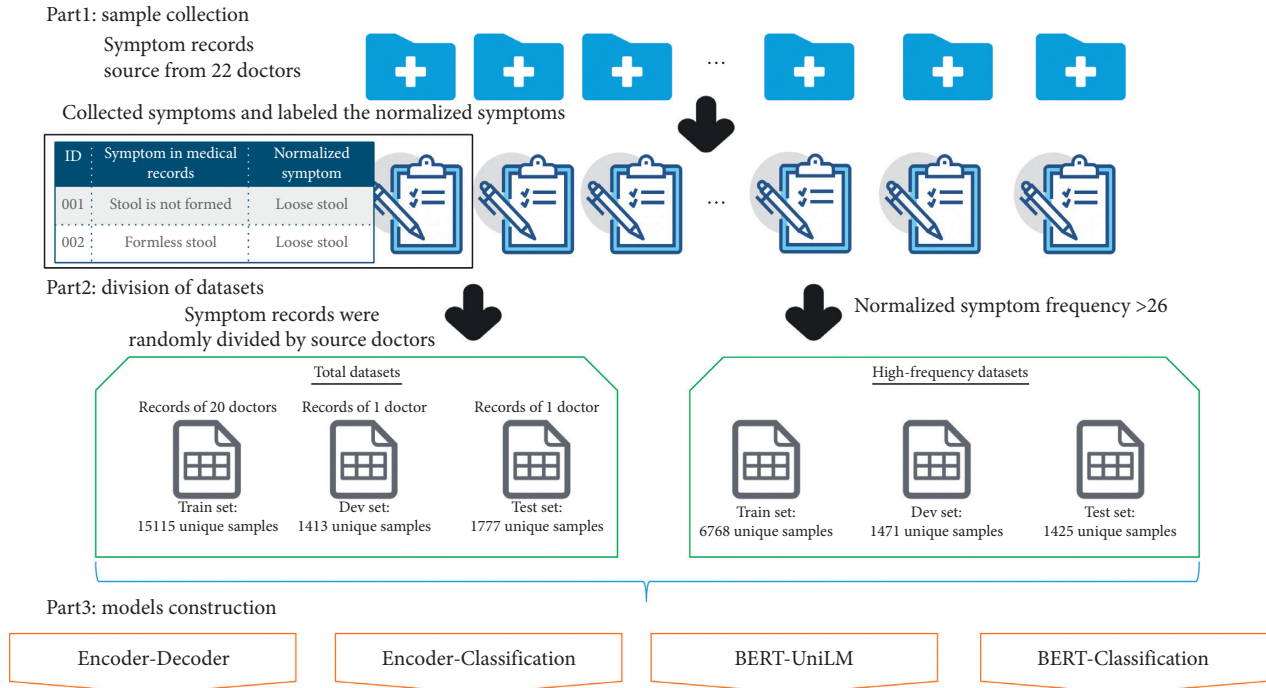 Part1: sample collection
Symptom records
source from 22 doctors
...
Collected symptoms and labeled the normalized symptoms
ID
Symptom in medical
records
Normalized
symptom
001
Stool is not formed
Loose stool
002
Formless stool
Loose stool
...
Part2: division of datasets
Symptom records were
randomly divided by source doctors
Normalized symptom frequency >26
Total datasets
Records of 20 doctors
Records of 1 doctor
Records of 1 doctor
Train set:
15115 unique samples
Dev set:
1413 unique samples
Test set:
1777 unique samples
High-frequency datasets
Train set:
6768 unique samples
Dev set:
1471 unique samples
Test set:
1425 unique samples
Part3: models construction
Encoder-Decoder
Encoder-Classification
BERT-UniLM
BERT-Classification